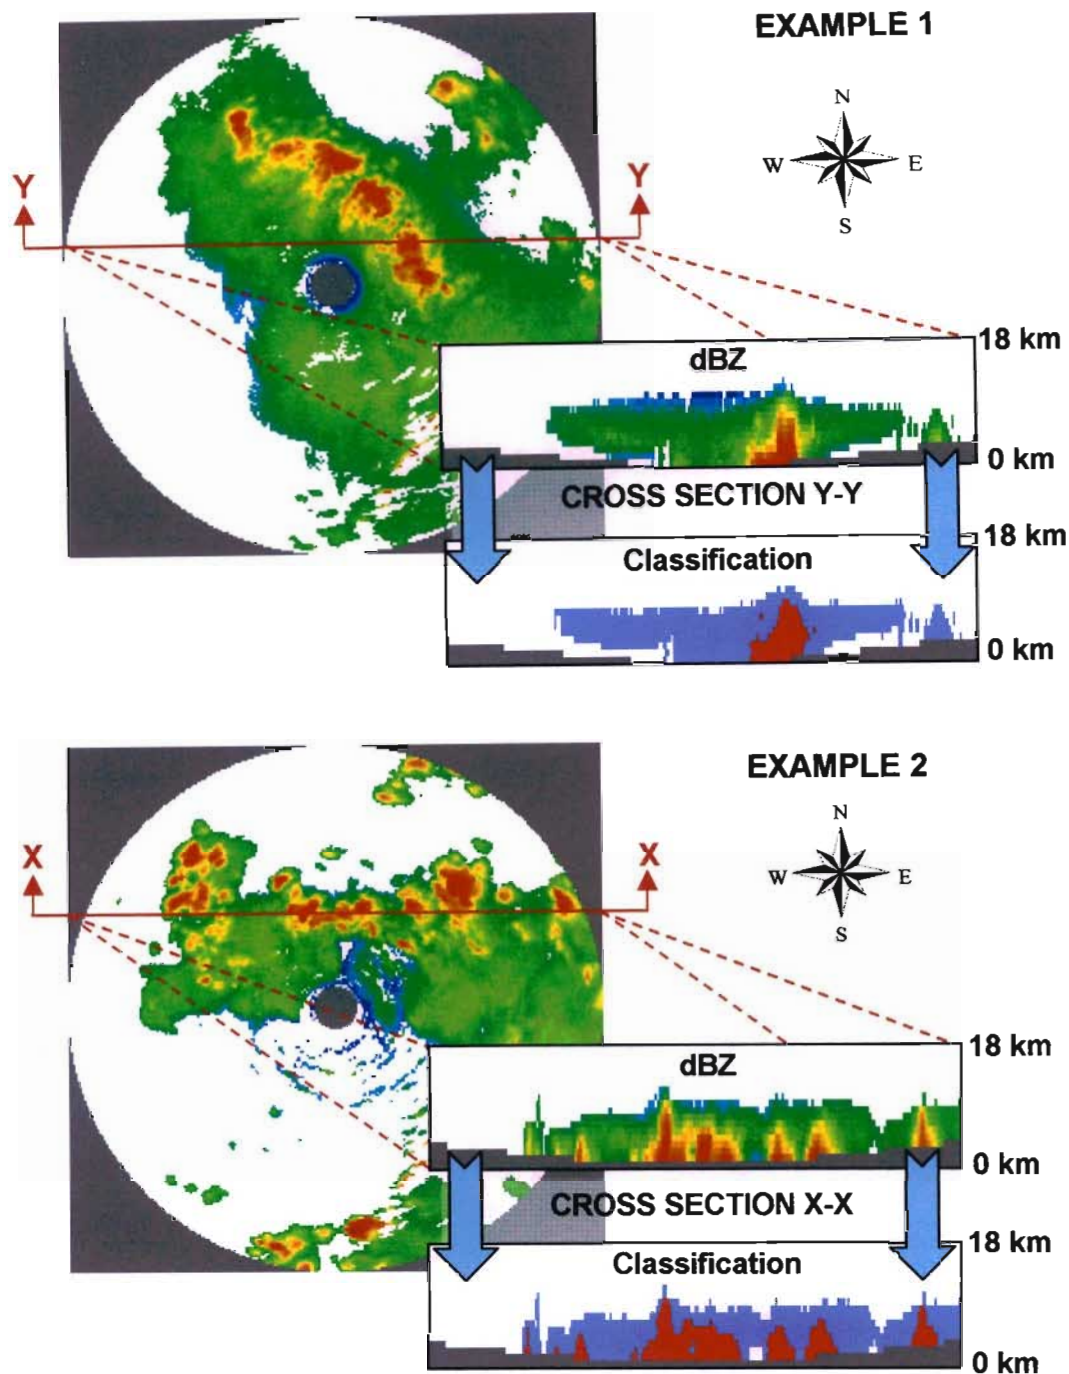 EXAMPLE 1
N
W E
S
Y Y
18 km
dBZ
0 km
CROSS SECTION Y-Y
18 km
Classification
0 km
EXAMPLE 2
N
W E
S
X X
18 km
dBZ
0 km
CROSS SECTION X-X
18 km
Classification
0 km